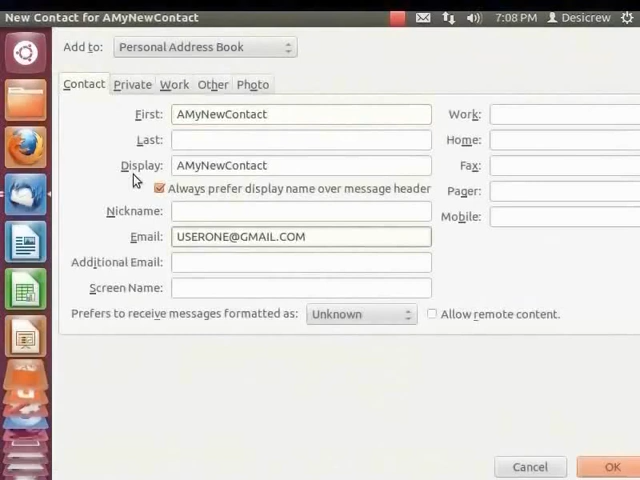 New Contact for AMyNewContact 7:08 PM Desicrew
Add to: Personal Address Book
Contact Private Work Other Photo
First: AMyNewContact Work:
Last: Home:
Display: AMyNewContact Fax:
Always prefer display name over message header
Pager:
Nickname: Mobile:
Email: USERONE@GMAIL.COM
Additional Email:
Screen Name:
Prefers to receive messages formatted as: Unknown Allow remote content.
Cancel OK